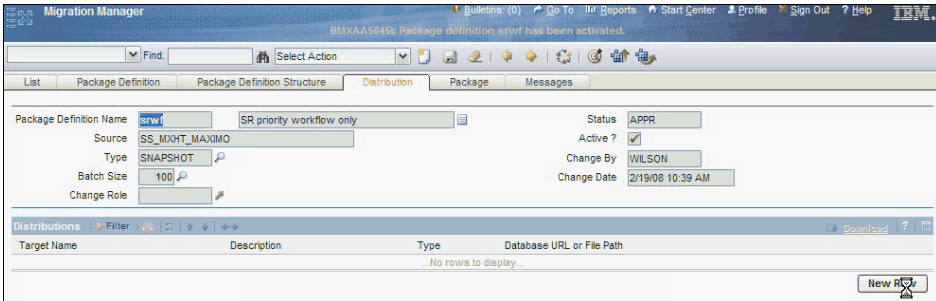 Migration Manager
Bulletins: (0) Go To Reports Start Center Profile Sign Out ? Help IBM.
BMXAA5845I: Package definition srwf has been activated.
Find: Select Action
List Package Definition Package Definition Structure Distribution Package Messages
Package Definition Name srwf SR priority workflow only Status APPR
Source SS_MXHT_MAXIMO Active ?
Type SNAPSHOT Change By WILSON
Batch Size 100 Change Date 2/19/08 10:39 AM
Change Role
Distributions Filter Download ?
Target Name Description Type Database URL or File Path
...No rows to display...
New Row